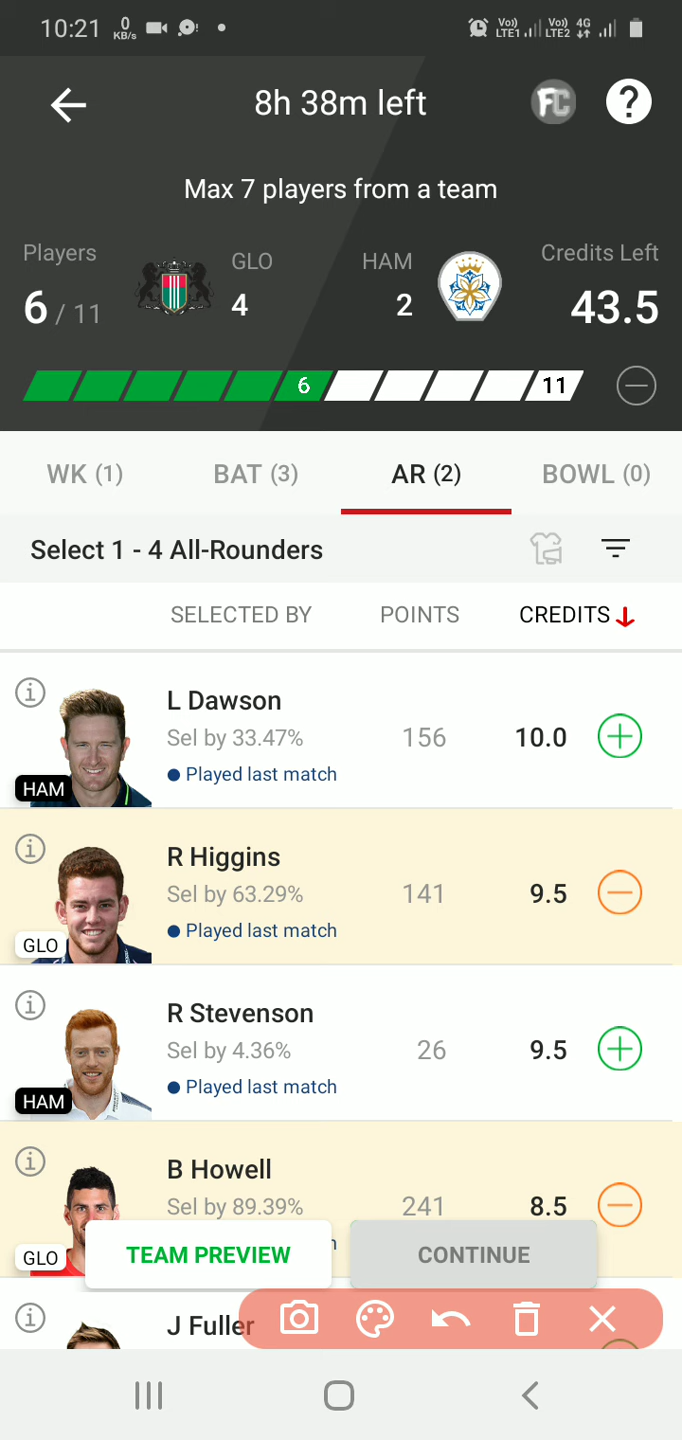 10:21 0 KB/s Vo) LTE1 Vo) LTE2 4G
8h 38m left FC ?
Max 7 players from a team
Players GLO HAM Credits Left
6 / 11 4 2 43.5
6 11
WK (1) BAT (3) AR (2) BOWL (0)
Select 1 - 4 All-Rounders
SELECTED BY POINTS CREDITS
L Dawson
Sel by 33.47% 156 10.0
Played last match
HAM
R Higgins
Sel by 63.29% 141 9.5
Played last match
GLO
R Stevenson
Sel by 4.36% 26 9.5
Played last match
HAM
B Howell
Sel by 89.39% 241 8.5
GLO
TEAM PREVIEW CONTINUE
J Fuller